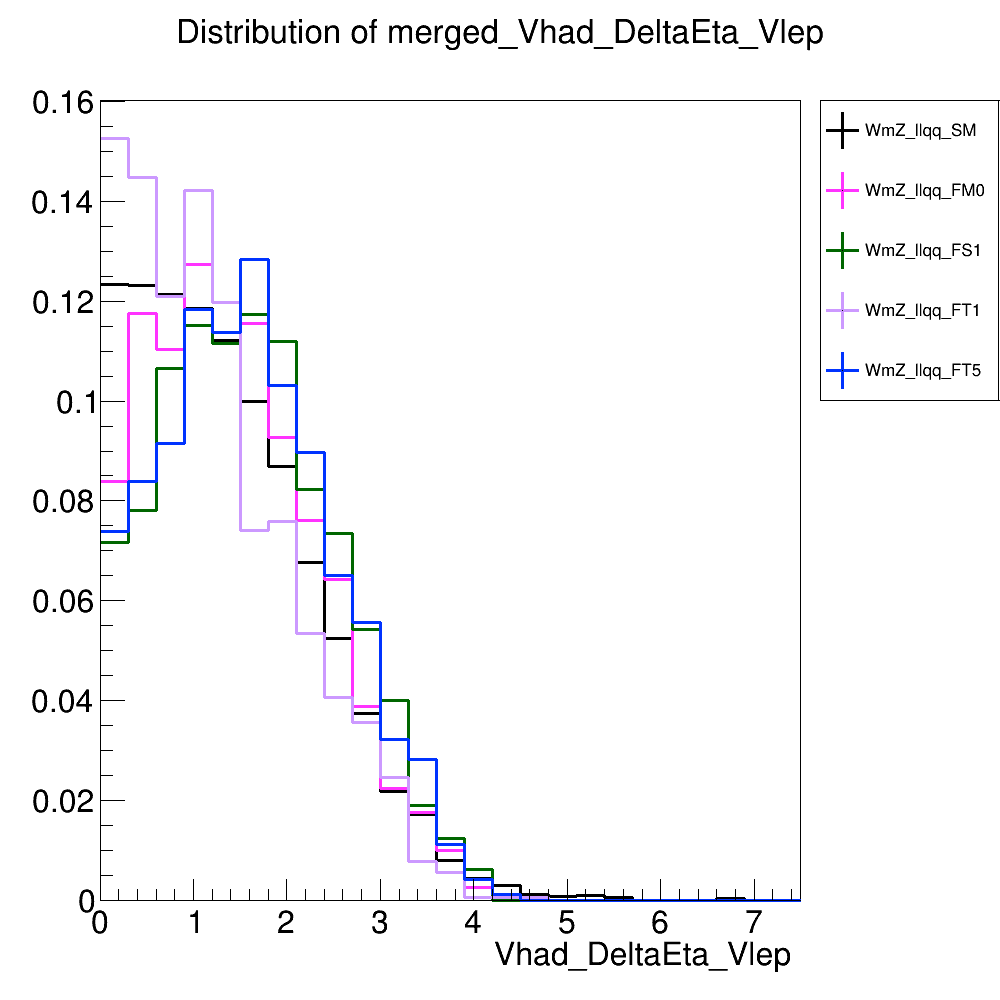 Distribution of merged_Vhad_DeltaEta_Vlep
0.16
0.14
0.12
0.1
0.08
0.06
0.04
0.02
0
0 1 2 3 4 5 6 7
Vhad_DeltaEta_Vlep
WmZ_llqq_SM
WmZ_llqq_FM0
WmZ_llqq_FS1
WmZ_llqq_FT1
WmZ_llqq_FT5